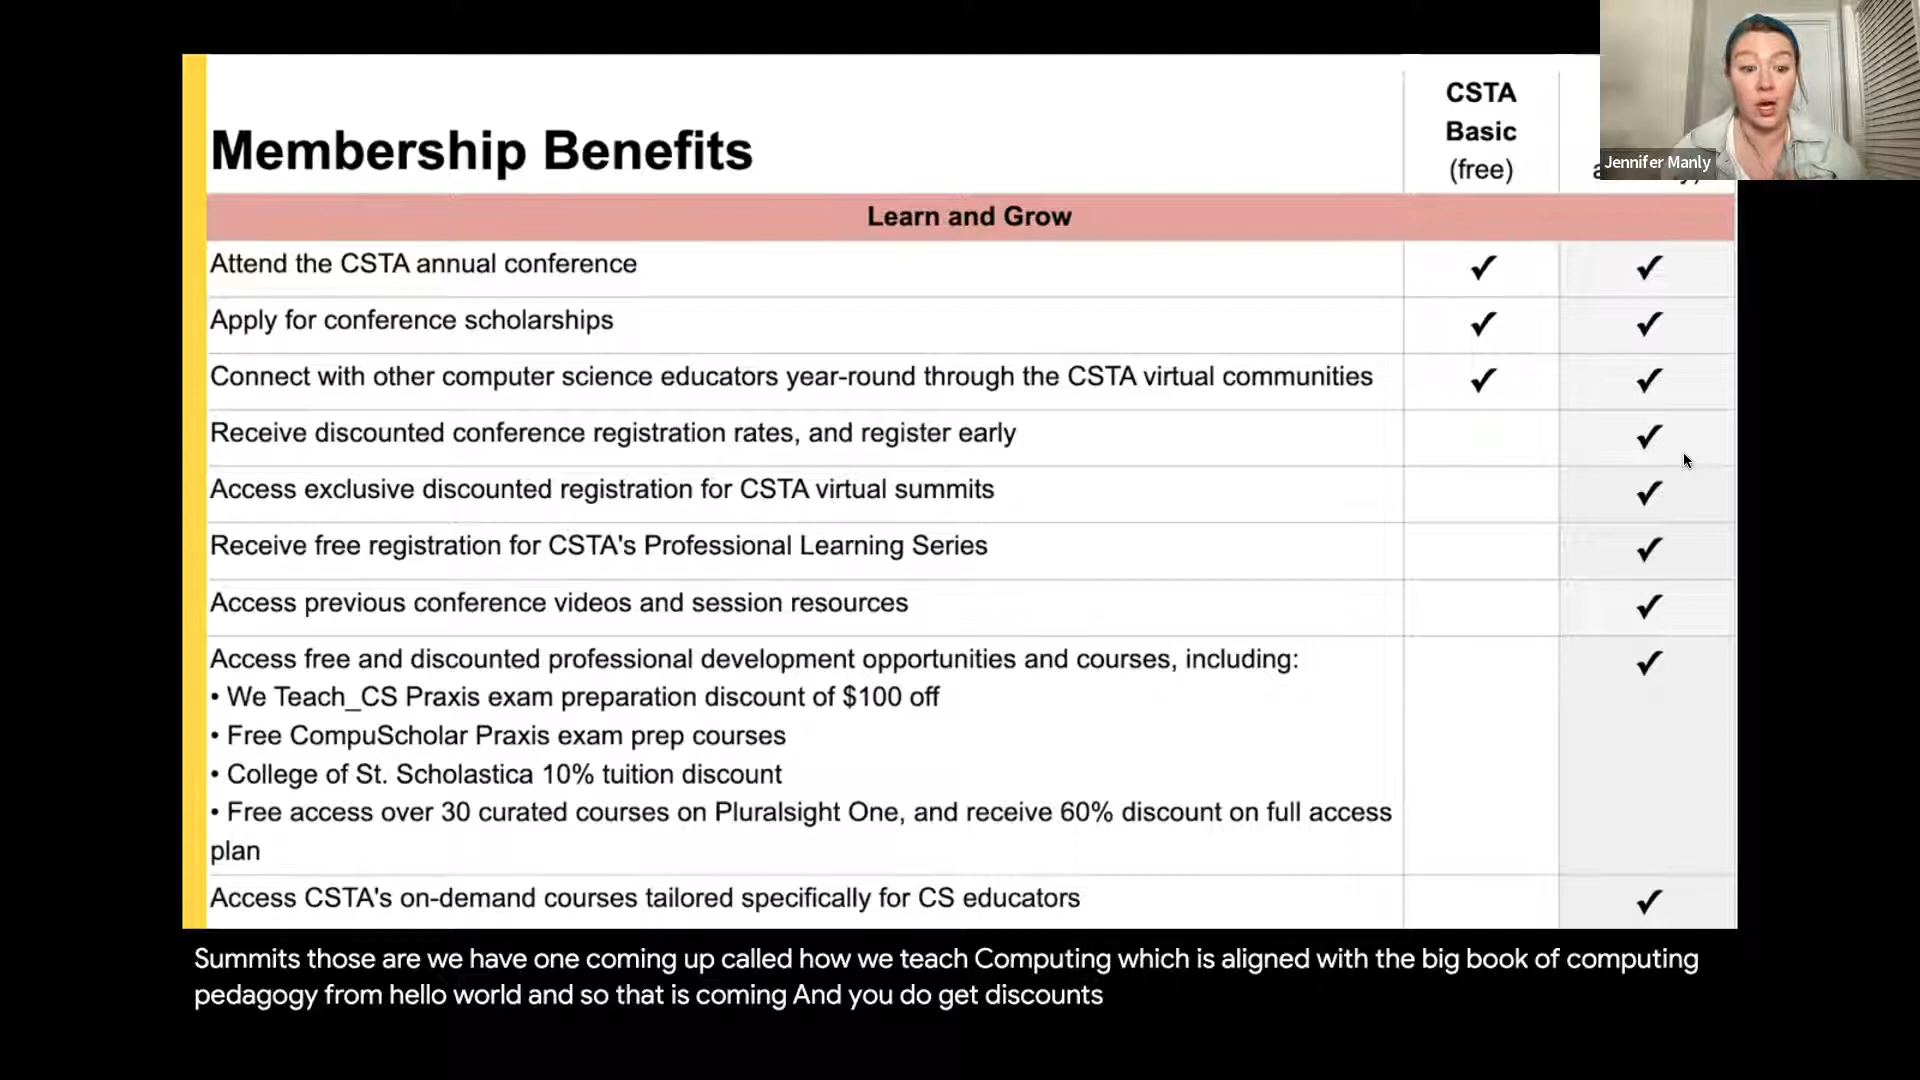 CSTA
Basic
(free)
Membership Benefits
Jennifer Manly
Learn and Grow
Attend the CSTA annual conference ✓ ✓
Apply for conference scholarships ✓ ✓
Connect with other computer science educators year-round through the CSTA virtual communities ✓ ✓
Receive discounted conference registration rates, and register early ✓
Access exclusive discounted registration for CSTA virtual summits ✓
Receive free registration for CSTA's Professional Learning Series ✓
Access previous conference videos and session resources ✓
Access free and discounted professional development opportunities and courses, including: ✓
• We Teach_CS Praxis exam preparation discount of $100 off
• Free CompuScholar Praxis exam prep courses
• College of St. Scholastica 10% tuition discount
• Free access over 30 curated courses on Pluralsight One, and receive 60% discount on full access
plan
Access CSTA's on-demand courses tailored specifically for CS educators ✓
Summits those are we have one coming up called how we teach Computing which is aligned with the big book of computing
pedagogy from hello world and so that is coming And you do get discounts